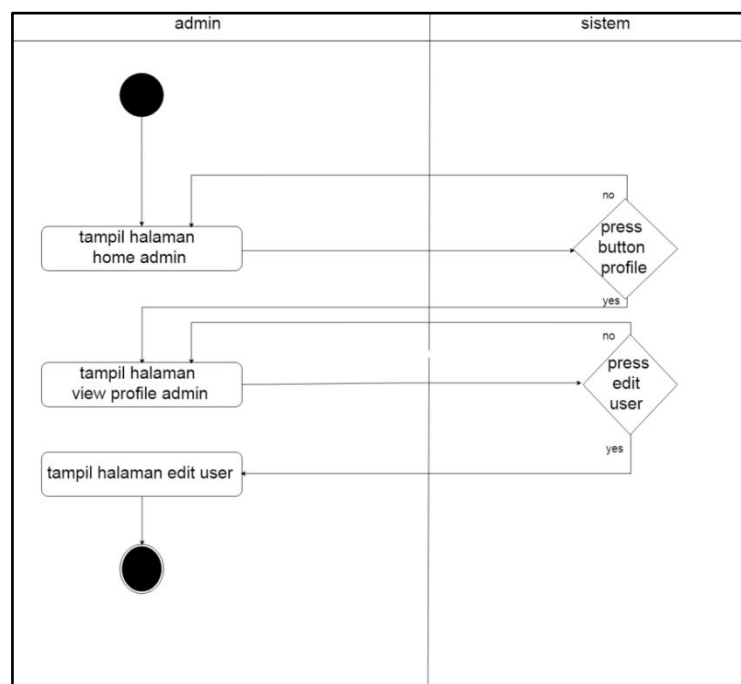 admin
sistem
no
tampil halaman
home admin
press
button
profile
yes
no
tampil halaman
view profile admin
press
edit
user
yes
tampil halaman edit user